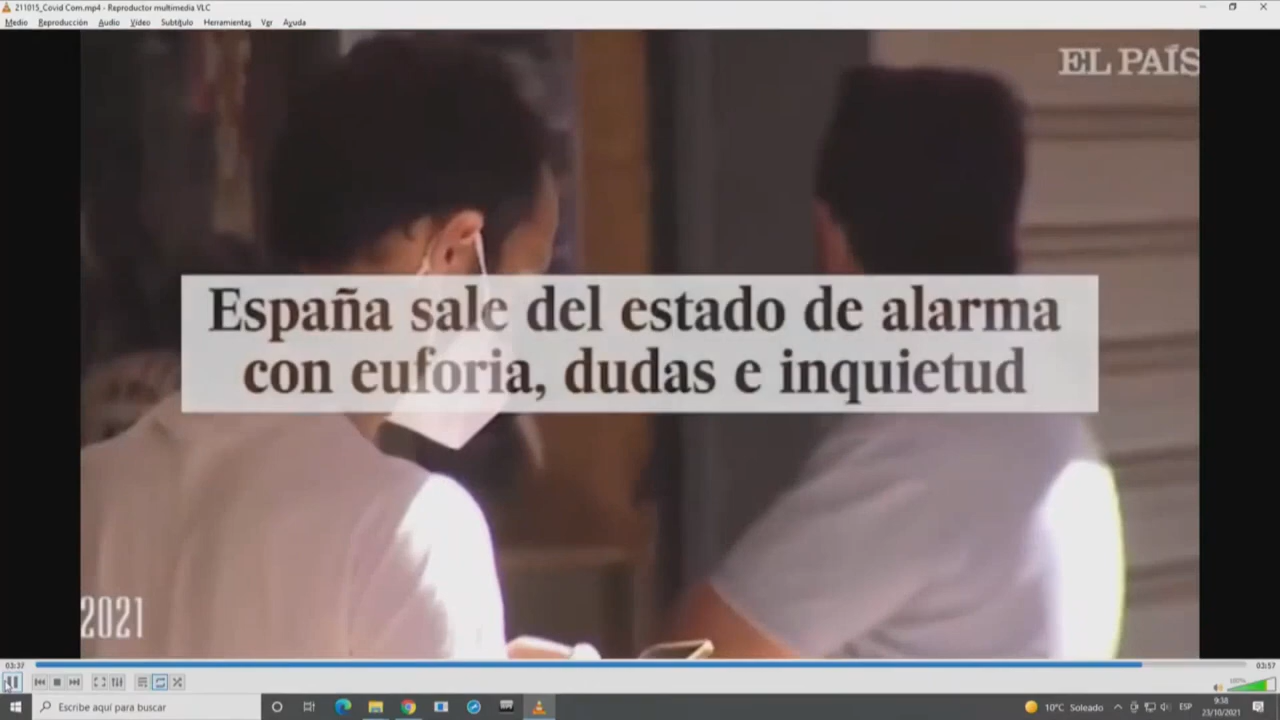 211015_Covid Com.mp4 - Reproductor multimedia VLC
Medio Reproducción Audio Vídeo Subtítulo Herramientas Ver Ayuda
EL PAÍS
España sale del estado de alarma
con euforia, dudas e inquietud
2021
03:37
03:57
100%
Escribe aquí para buscar
10°C Soleado
ESP
9:38
23/10/2021